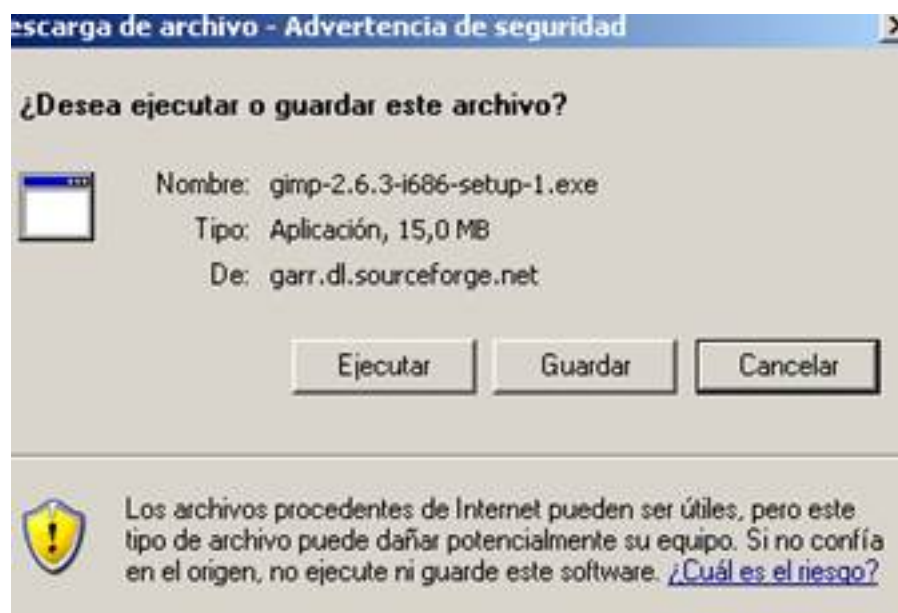 escarga de archivo - Advertencia de seguridad
¿Desea ejecutar o guardar este archivo?
Nombre: gimp-2.6.3-i686-setup-1.exe
Tipo: Aplicación, 15,0 MB
De: garr.dl.sourceforge.net
Ejecutar Guardar Cancelar
Los archivos procedentes de Internet pueden ser útiles, pero este
tipo de archivo puede dañar potencialmente su equipo. Si no confía
en el origen, no ejecute ni guarde este software. ¿Cuál es el riesgo?